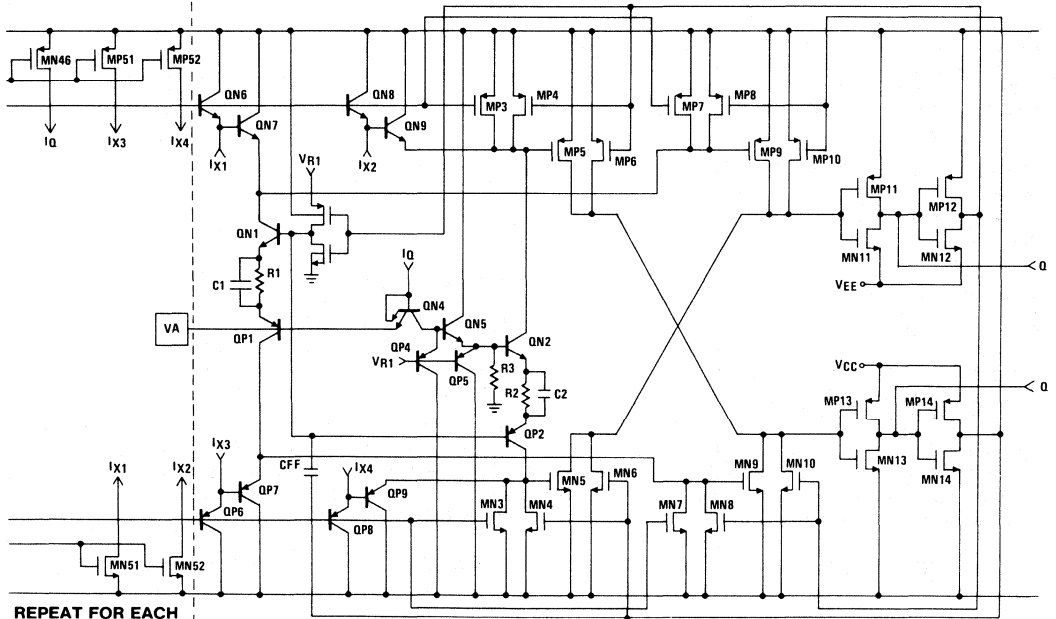 MN46
MP51
MP52
IQ
IX3
IX4
QN6
QN7
IX1
QN8
QN9
IX2
MP3
MP4
MP5
MP6
MP7
MP8
MP9
MP10
MP11
MP12
MN11
MN12
VEE
Q
VR1
QN1
C1
R1
VA
QP1
IQ
QN4
QN5
QN2
QP4
VR1
QP5
R3
R2
C2
QP2
VCC
Q
MP13
MP14
MN13
MN14
IX1
IX2
IX3
QP7
QP6
CFF
IX4
QP9
QP8
MN3
MN4
MN5
MN6
MN7
MN8
MN9
MN10
MN51
MN52
REPEAT FOR EACH